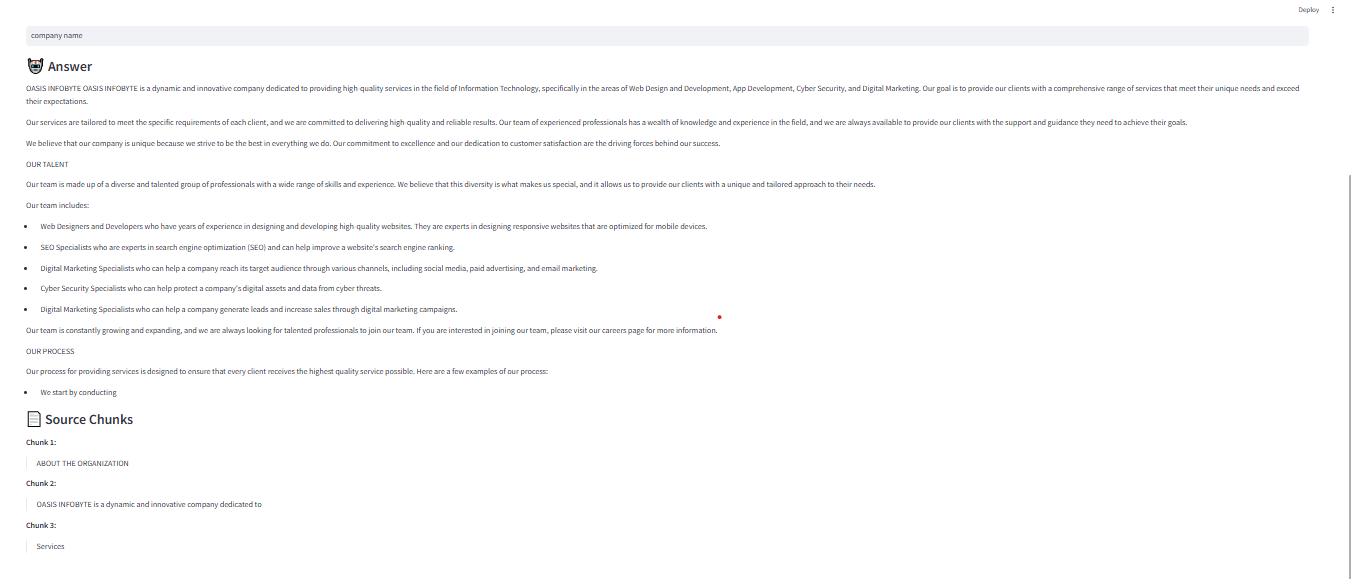 Deploy
company name
Answer
OASIS INFOBYTE OASIS INFOBYTE is a dynamic and innovative company dedicated to providing high-quality services in the field of Information Technology, specifically in the areas of Web Design and Development, App Development, Cyber Security, and Digital Marketing. Our goal is to provide our clients with a comprehensive range of services that meet their unique needs and exceed
their expectations.
Our services are tailored to meet the specific requirements of each client, and we are committed to delivering high-quality and reliable results. Our team of experienced professionals has a wealth of knowledge and experience in the field, and we are always available to provide our clients with the support and guidance they need to achieve their goals.
We believe that our company is unique because we strive to be the best in everything we do. Our commitment to excellence and our dedication to customer satisfaction are the driving forces behind our success.
OUR TALENT
Our team is made up of a diverse and talented group of professionals with a wide range of skills and experience. We believe that this diversity is what makes us special, and it allows us to provide our clients with a unique and tailored approach to their needs.
Our team includes:
• Web Designers and Developers who have years of experience in designing and developing high-quality websites. They are experts in designing responsive websites that are optimized for mobile devices.
• SEO Specialists who are experts in search engine optimization (SEO) and can help improve a website's search engine ranking.
• Digital Marketing Specialists who can help a company reach its target audience through various channels, including social media, paid advertising, and email marketing.
• Cyber Security Specialists who can help protect a company's digital assets and data from cyber threats.
• Digital Marketing Specialists who can help a company generate leads and increase sales through digital marketing campaigns.
Our team is constantly growing and expanding, and we are always looking for talented professionals to join our team. If you are interested in joining our team, please visit our careers page for more information.
OUR PROCESS
Our process for providing services is designed to ensure that every client receives the highest quality service possible. Here are a few examples of our process:
• We start by conducting
Source Chunks
Chunk 1:
ABOUT THE ORGANIZATION
Chunk 2:
OASIS INFOBYTE is a dynamic and innovative company dedicated to
Chunk 3:
Services